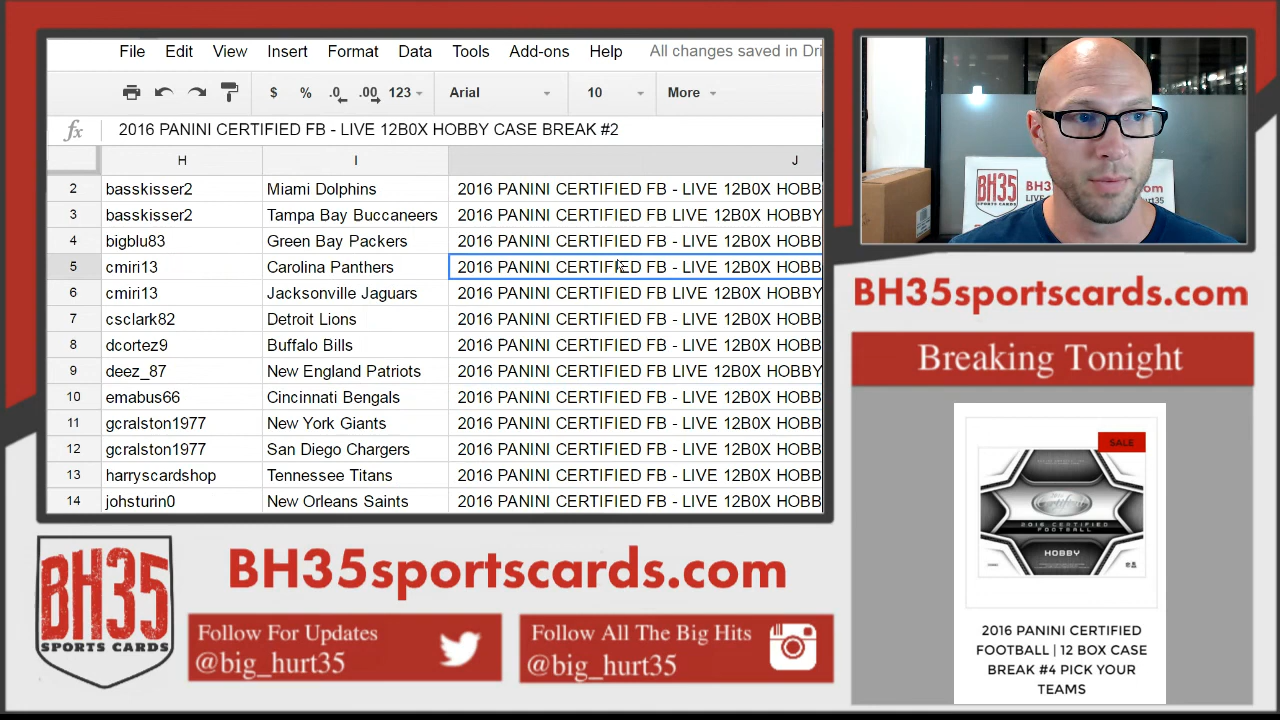 File Edit View Insert Format Data Tools Add-ons Help All changes saved in Dri
$ % .0 .00 123 Arial 10 More
fx 2016 PANINI CERTIFIED FB - LIVE 12B0X HOBBY CASE BREAK #2
H I J
2 basskisser2 Miami Dolphins 2016 PANINI CERTIFIED FB - LIVE 12B0X HOBB
3 basskisser2 Tampa Bay Buccaneers 2016 PANINI CERTIFIED FB LIVE 12B0X HOBBY
4 bigblu83 Green Bay Packers 2016 PANINI CERTIFIED FB - LIVE 12B0X HOBB
5 cmiri13 Carolina Panthers 2016 PANINI CERTIFIED FB - LIVE 12B0X HOBB
6 cmiri13 Jacksonville Jaguars 2016 PANINI CERTIFIED FB LIVE 12B0X HOBBY
7 csclark82 Detroit Lions 2016 PANINI CERTIFIED FB - LIVE 12B0X HOBB
8 dcortez9 Buffalo Bills 2016 PANINI CERTIFIED FB - LIVE 12B0X HOBB
9 deez_87 New England Patriots 2016 PANINI CERTIFIED FB LIVE 12B0X HOBBY
10 emabus66 Cincinnati Bengals 2016 PANINI CERTIFIED FB - LIVE 12B0X HOBB
11 gcralston1977 New York Giants 2016 PANINI CERTIFIED FB - LIVE 12B0X HOBB
12 gcralston1977 San Diego Chargers 2016 PANINI CERTIFIED FB - LIVE 12B0X HOBB
13 harryscardshop Tennessee Titans 2016 PANINI CERTIFIED FB - LIVE 12B0X HOBB
14 johsturin0 New Orleans Saints 2016 PANINI CERTIFIED FB - LIVE 12B0X HOBB
BH35
BH35sportscards.com
Breaking Tonight
SALE
2016 CERTIFIED
FOOTBALL
HOBBY
2016 PANINI CERTIFIED
FOOTBALL | 12 BOX CASE
BREAK #4 PICK YOUR
TEAMS
BH35
SPORTS CARDS
BH35sportscards.com
Follow For Updates
@big_hurt35
Follow All The Big Hits
@big_hurt35